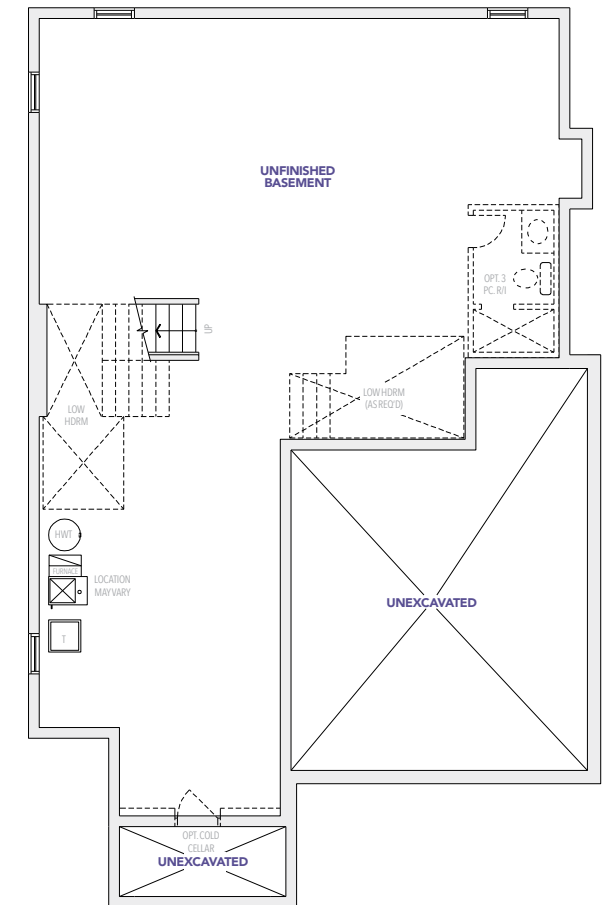 UNFINISHED
BASEMENT
OPT. 3
PC. R/I
UP
LOW HDRM
(AS REQ'D)
LOW
HDRM
HWT
FURNACE
LOCATION
MAY VARY
T
UNEXCAVATED
OPT. COLD
CELLAR
UNEXCAVATED